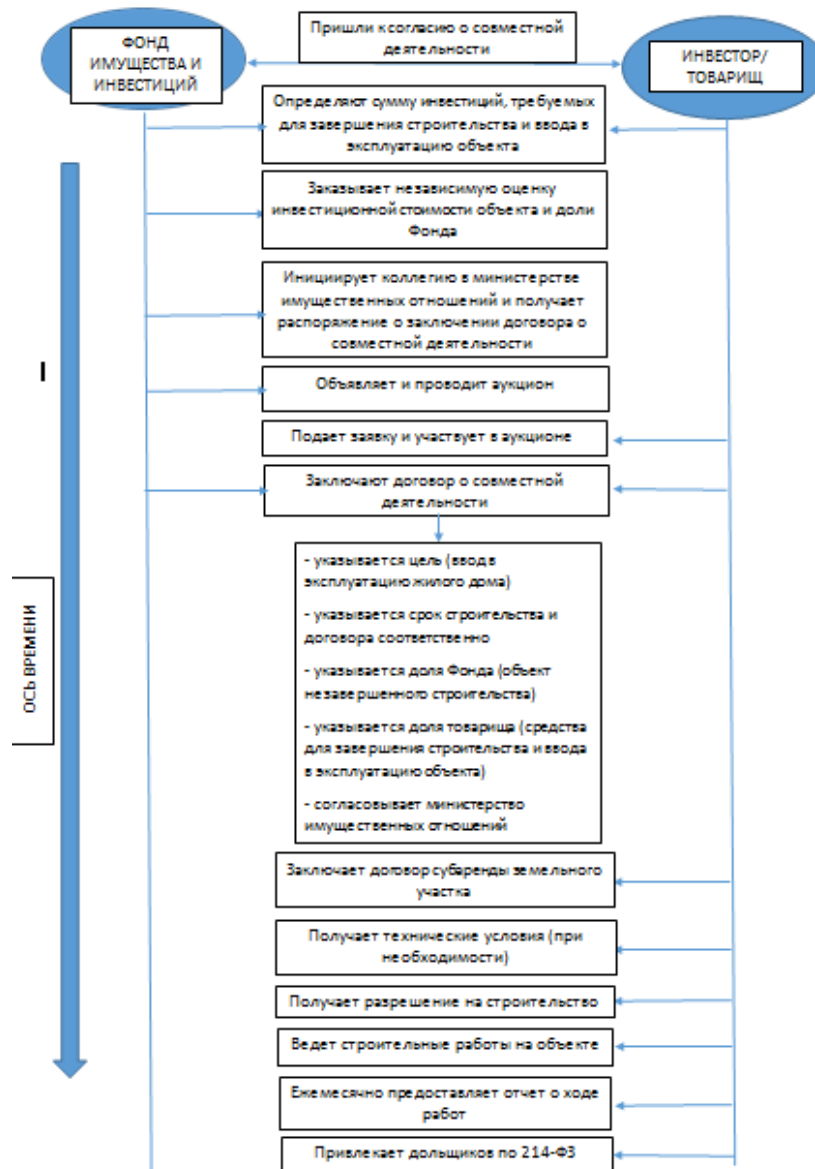 ФОНД
ИМУЩЕСТВА И
ИНВЕСТИЦИЙ
Пришли к согласию о совместной
деятельности
ИНВЕСТОР/
ТОВАРИЩ
Определяют сумму инвестиций, требуемых
для завершения строительства и ввода в
эксплуатацию объекта
Заказывает независимую оценку
инвестиционной стоимости объекта и доли
Фонда
Инициирует коллегию в министерстве
имущественных отношений и получает
распоряжение о заключении договора о
совместной деятельности
I
Объявляет и проводит аукцион
Подает заявку и участвует в аукционе
Заключают договор о совместной
деятельности
- указывается цель (ввод в
эксплуатацию жилого дома)
- указывается срок строительства и
договора соответственно
- указывается доля Фонда (объект
незавершенного строительства)
- указывается доля товарища (средства
для завершения строительства и ввода
в эксплуатацию объекта)
- согласовывает министерство
имущественных отношений
ОСЬ ВРЕМЕНИ
Заключает договор субаренды земельного
участка
Получает технические условия (при
необходимости)
Получает разрешение на строительство
Ведет строительные работы на объекте
Ежемесячно предоставляет отчет о ходе
работ
Привлекает дольщиков по 214-ФЗ